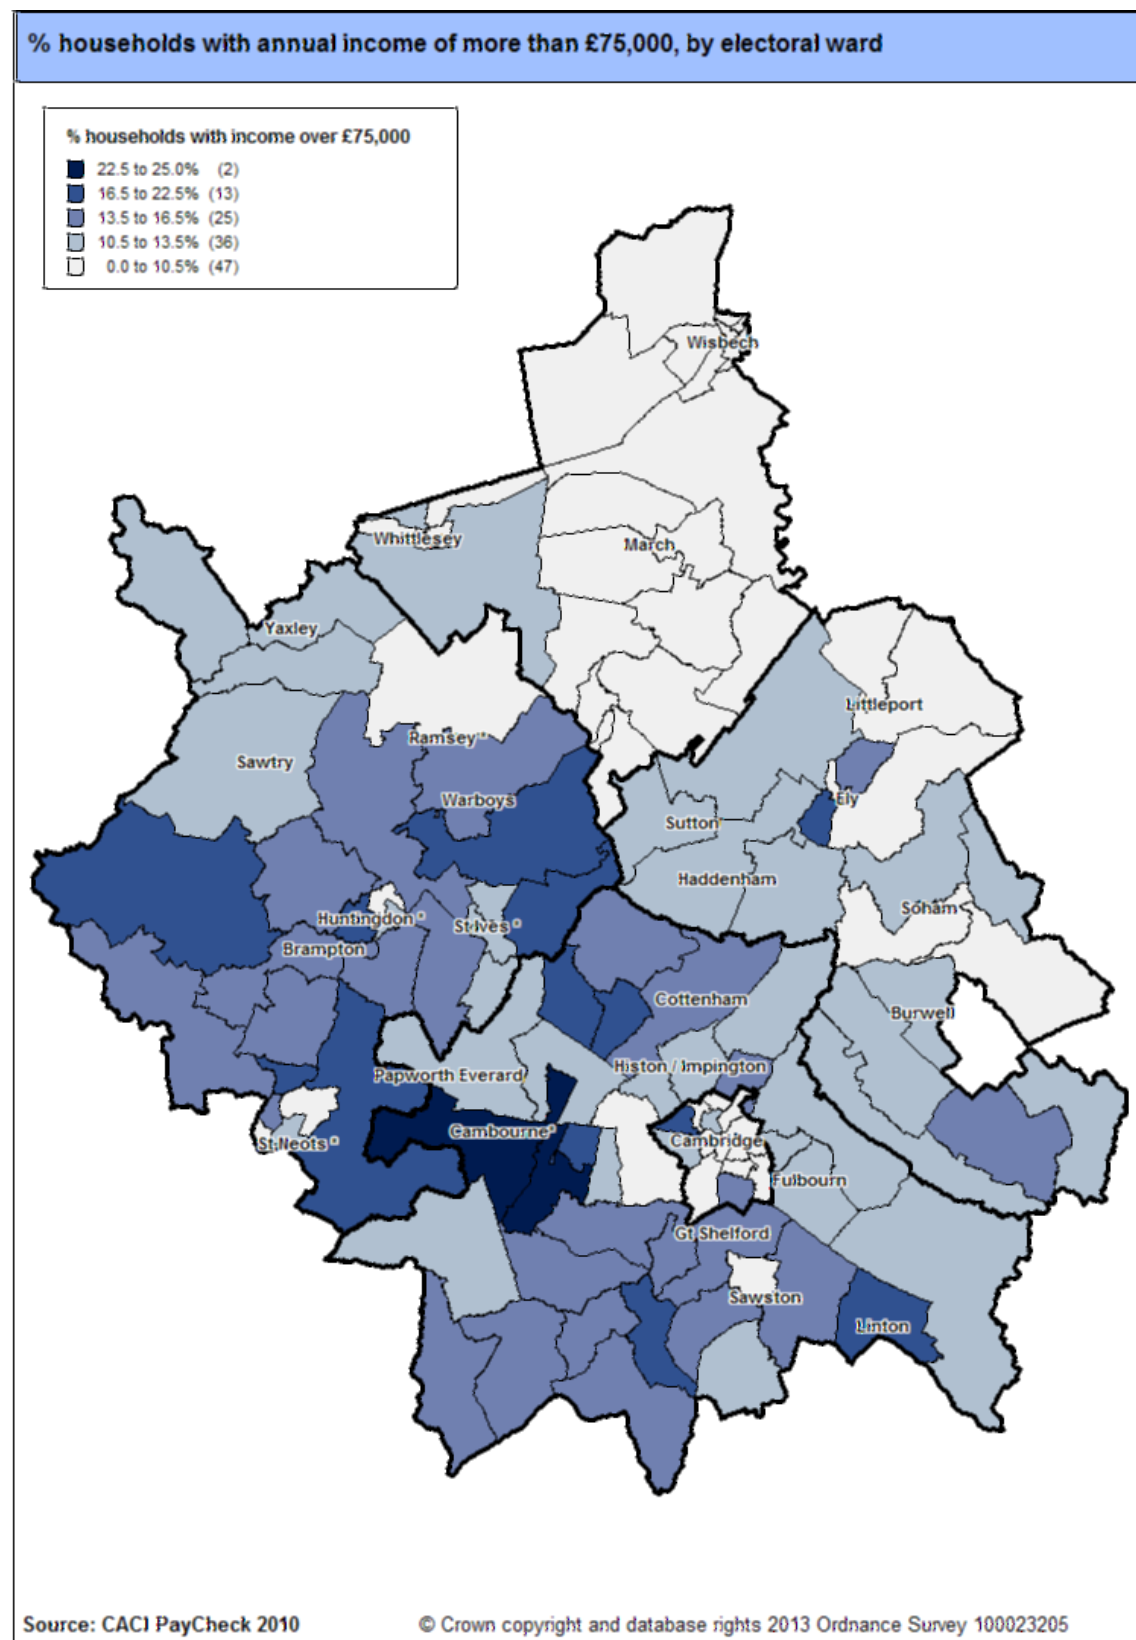 % households with annual income of more than £75,000, by electoral ward
% households with income over £75,000
22.5 to 25.0% (2)
16.5 to 22.5% (13)
13.5 to 16.5% (25)
10.5 to 13.5% (36)
0.0 to 10.5% (47)
Wisbech
Whittlesey
March
Yaxley
Littleport
Ramsey*
Sawtry
Warboys
Ely
Sutton
Haddenham
Soham
Huntingdon *
St Ives *
Brampton
Cottenham
Burwell
Histon / Impington
Papworth Everard
Cambourne*
Cambridge
St Neots *
Fulbourn
Gt Shelford
Sawston
Linton
Source: CACI PayCheck 2010
© Crown copyright and database rights 2013 Ordnance Survey 100023205